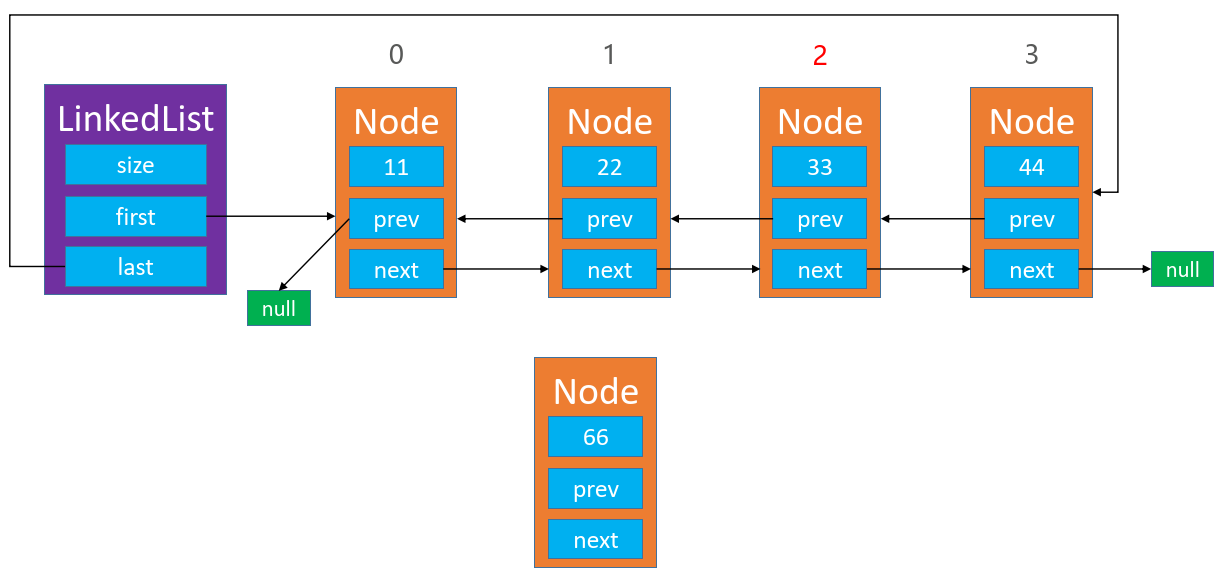 0
1
2
3
LinkedList
size
first
last
Node
11
prev
next
Node
22
prev
next
Node
33
prev
next
Node
44
prev
next
null
null
Node
66
prev
next